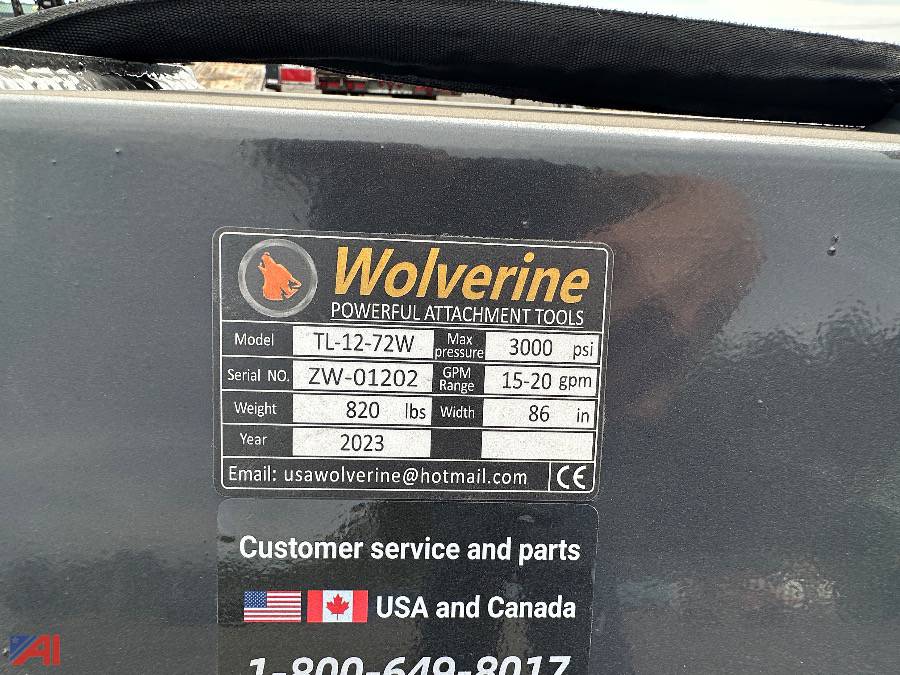 Wolverine
POWERFUL ATTACHMENT TOOLS
Model TL-12-72W Max pressure 3000 psi
Serial NO. ZW-01202 GPM Range 15-20 gpm
Weight 820 lbs Width 86 in
Year 2023
Email: usawolverine@hotmail.com CE
Customer service and parts
USA and Canada
1-800-649-8017
AI